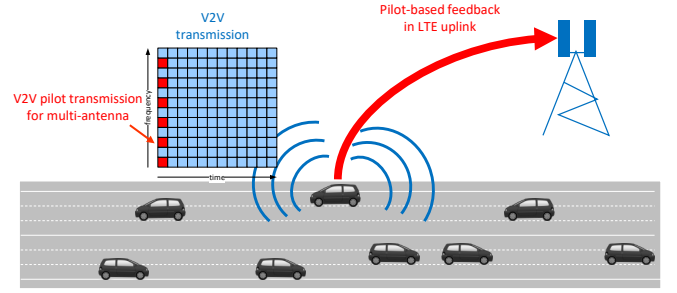 V2V
transmission
Pilot-based feedback
in LTE uplink
V2V pilot transmission
for multi-antenna
frequency
time